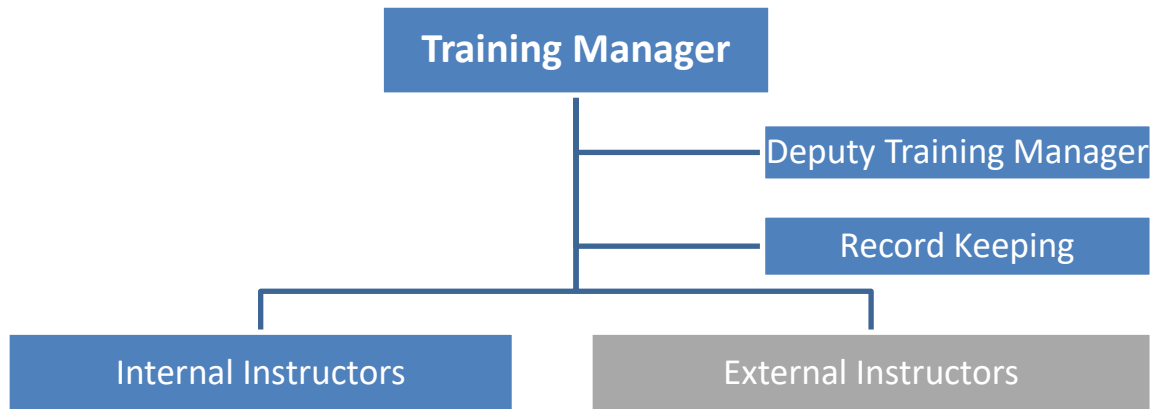 Training Manager
Deputy Training Manager
Record Keeping
Internal Instructors
External Instructors